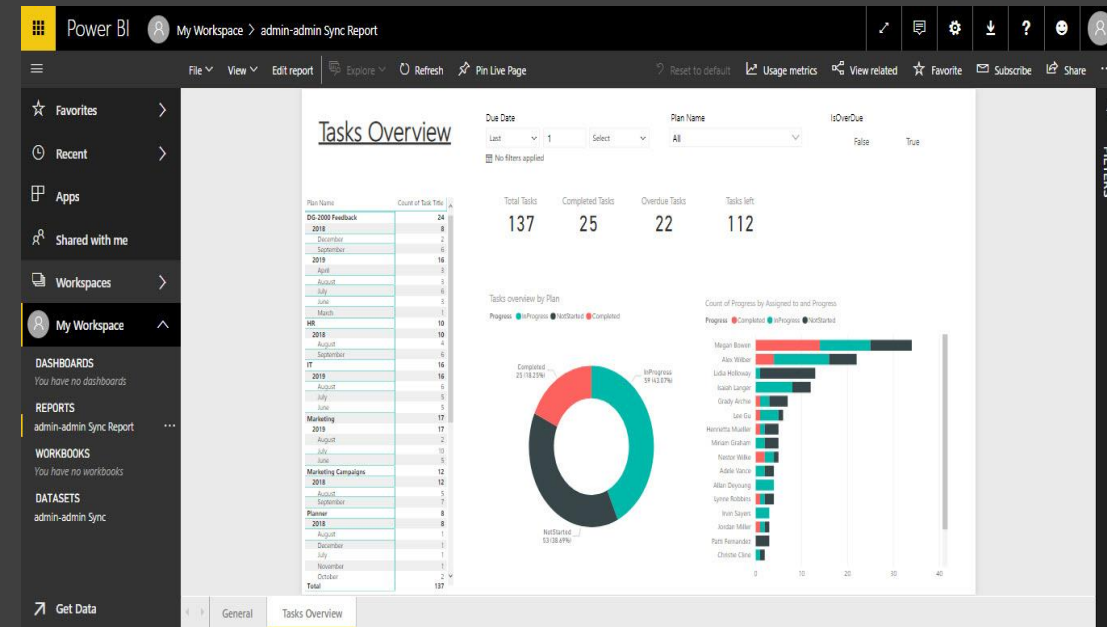 Power BI
My Workspace > admin-admin Sync Report
?
File View Edit report Explore Refresh Pin Live Page Reset to default Usage metrics View related Favorite Subscribe Share ...
Favorites
Recent
Apps
Shared with me
Workspaces
My Workspace
DASHBOARDS
You have no dashboards
REPORTS
admin-admin Sync Report ...
WORKBOOKS
You have no workbooks
DATASETS
admin-admin Sync
Get Data
Tasks Overview
Due Date
Last 1 Select
No filters applied
Plan Name
All
IsOverDue
False True
Total Tasks Completed Tasks Overdue Tasks Tasks left
137 25 22 112
Plan Name Count of Task Title
DG-2000 Feedback 24
2018 8
December 2
September 6
2019 16
April 3
August 3
July 6
June 3
March 1
HR 10
2018 10
August 4
September 6
IT 16
2019 16
August 6
July 5
June 5
Marketing 17
2019 17
August 2
July 10
June 5
Marketing Campaigns 12
2018 12
August 5
September 7
Planner 8
2018 8
August 1
December 1
July 1
November 1
October 2
Total 137
Tasks overview by Plan
Progress InProgress NotStarted Completed
Completed
25 (18.25%)
InProgress
59 (43.07%)
NotStarted
53 (38.69%)
Count of Progress by Assigned to and Progress
Progress Completed InProgress NotStarted
Megan Bowen
Alex Wilber
Lidia Holloway
Isaiah Langer
Grady Archie
Lee Gu
Henrietta Mueller
Miriam Graham
Nestor Wilke
Adele Vance
Allan Deyoung
Lynne Robbins
Irvin Sayers
Jordan Miller
Patti Fernandez
Christie Cline
0 10 20 30 40
General Tasks Overview